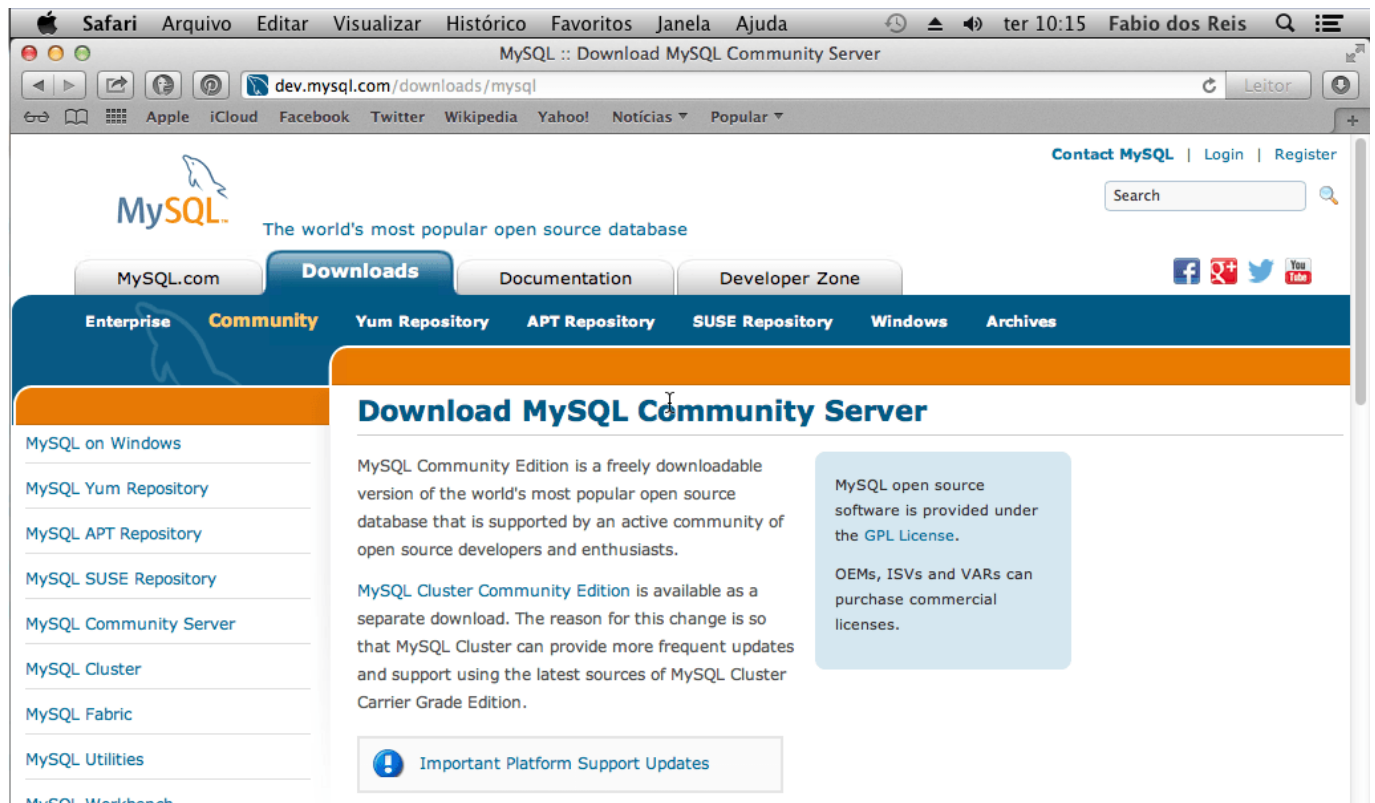 Safari Arquivo Editar Visualizar Histórico Favoritos Janela Ajuda ter 10:15 Fabio dos Reis
MySQL :: Download MySQL Community Server
dev.mysql.com/downloads/mysql Leitor
Apple iCloud Facebook Twitter Wikipedia Yahoo! Notícias Popular
Contact MySQL | Login | Register
Search
MySQL™
The world's most popular open source database
MySQL.com Downloads Documentation Developer Zone
You Tube
Enterprise Community Yum Repository APT Repository SUSE Repository Windows Archives
MySQL on Windows
MySQL Yum Repository
MySQL APT Repository
MySQL SUSE Repository
MySQL Community Server
MySQL Cluster
MySQL Fabric
MySQL Utilities
MySQL Workbench
Download MySQL Community Server
MySQL Community Edition is a freely downloadable
version of the world's most popular open source
database that is supported by an active community of
open source developers and enthusiasts.
MySQL Cluster Community Edition is available as a
separate download. The reason for this change is so
that MySQL Cluster can provide more frequent updates
and support using the latest sources of MySQL Cluster
Carrier Grade Edition.
Important Platform Support Updates
MySQL open source
software is provided under
the GPL License.
OEMs, ISVs and VARs can
purchase commercial
licenses.